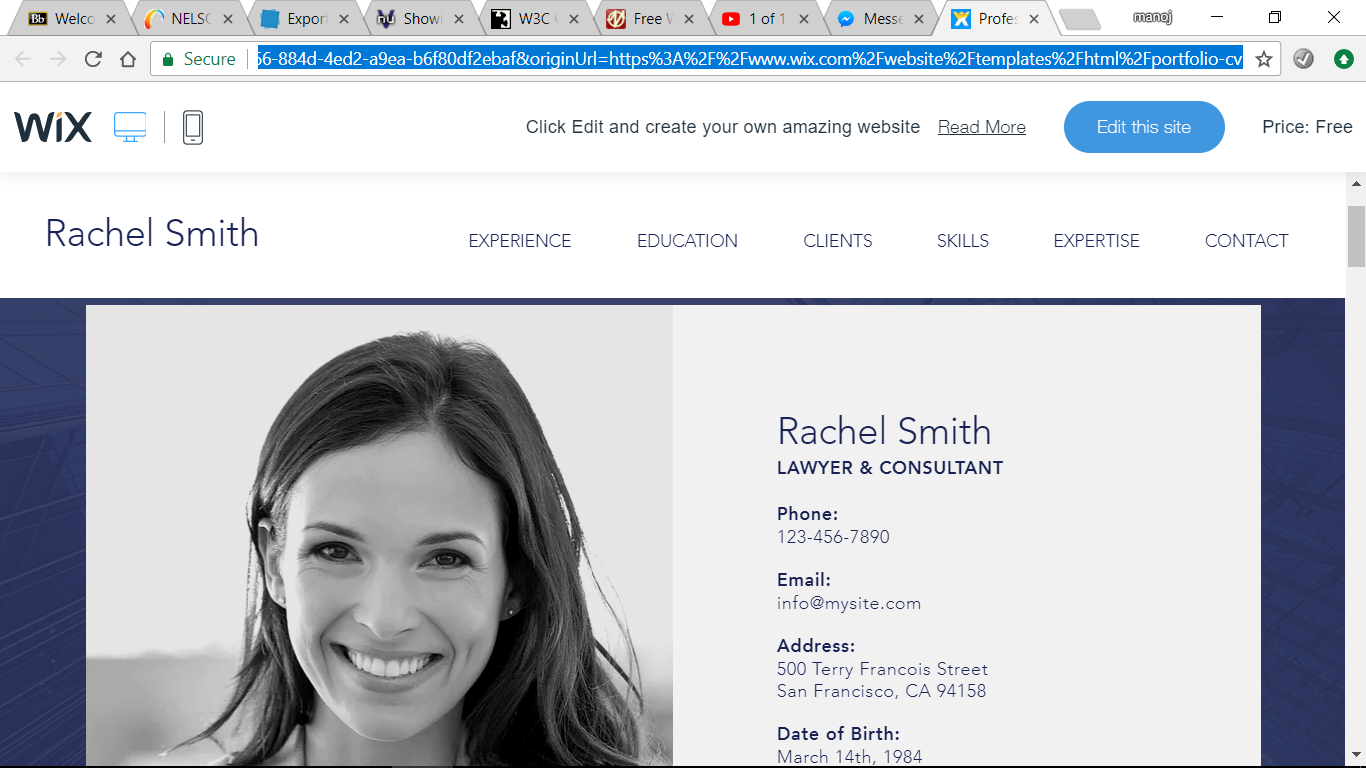 Welco
NELSO
Export
Showi
W3C
Free W
1 of 1
Messe
Profes
manoj
Secure
56-884d-4ed2-a9ea-b6f80df2ebaf&originUrl=https%3A%2F%2Fwww.wix.com%2Fwebsite%2Ftemplates%2Fhtml%2Fportfolio-cv
WiX
Click Edit and create your own amazing website Read More
Edit this site
Price: Free
Rachel Smith
EXPERIENCE EDUCATION CLIENTS SKILLS EXPERTISE CONTACT
Rachel Smith
LAWYER & CONSULTANT
Phone:
123-456-7890
Email:
info@mysite.com
Address:
500 Terry Francois Street
San Francisco, CA 94158
Date of Birth:
March 14th, 1984